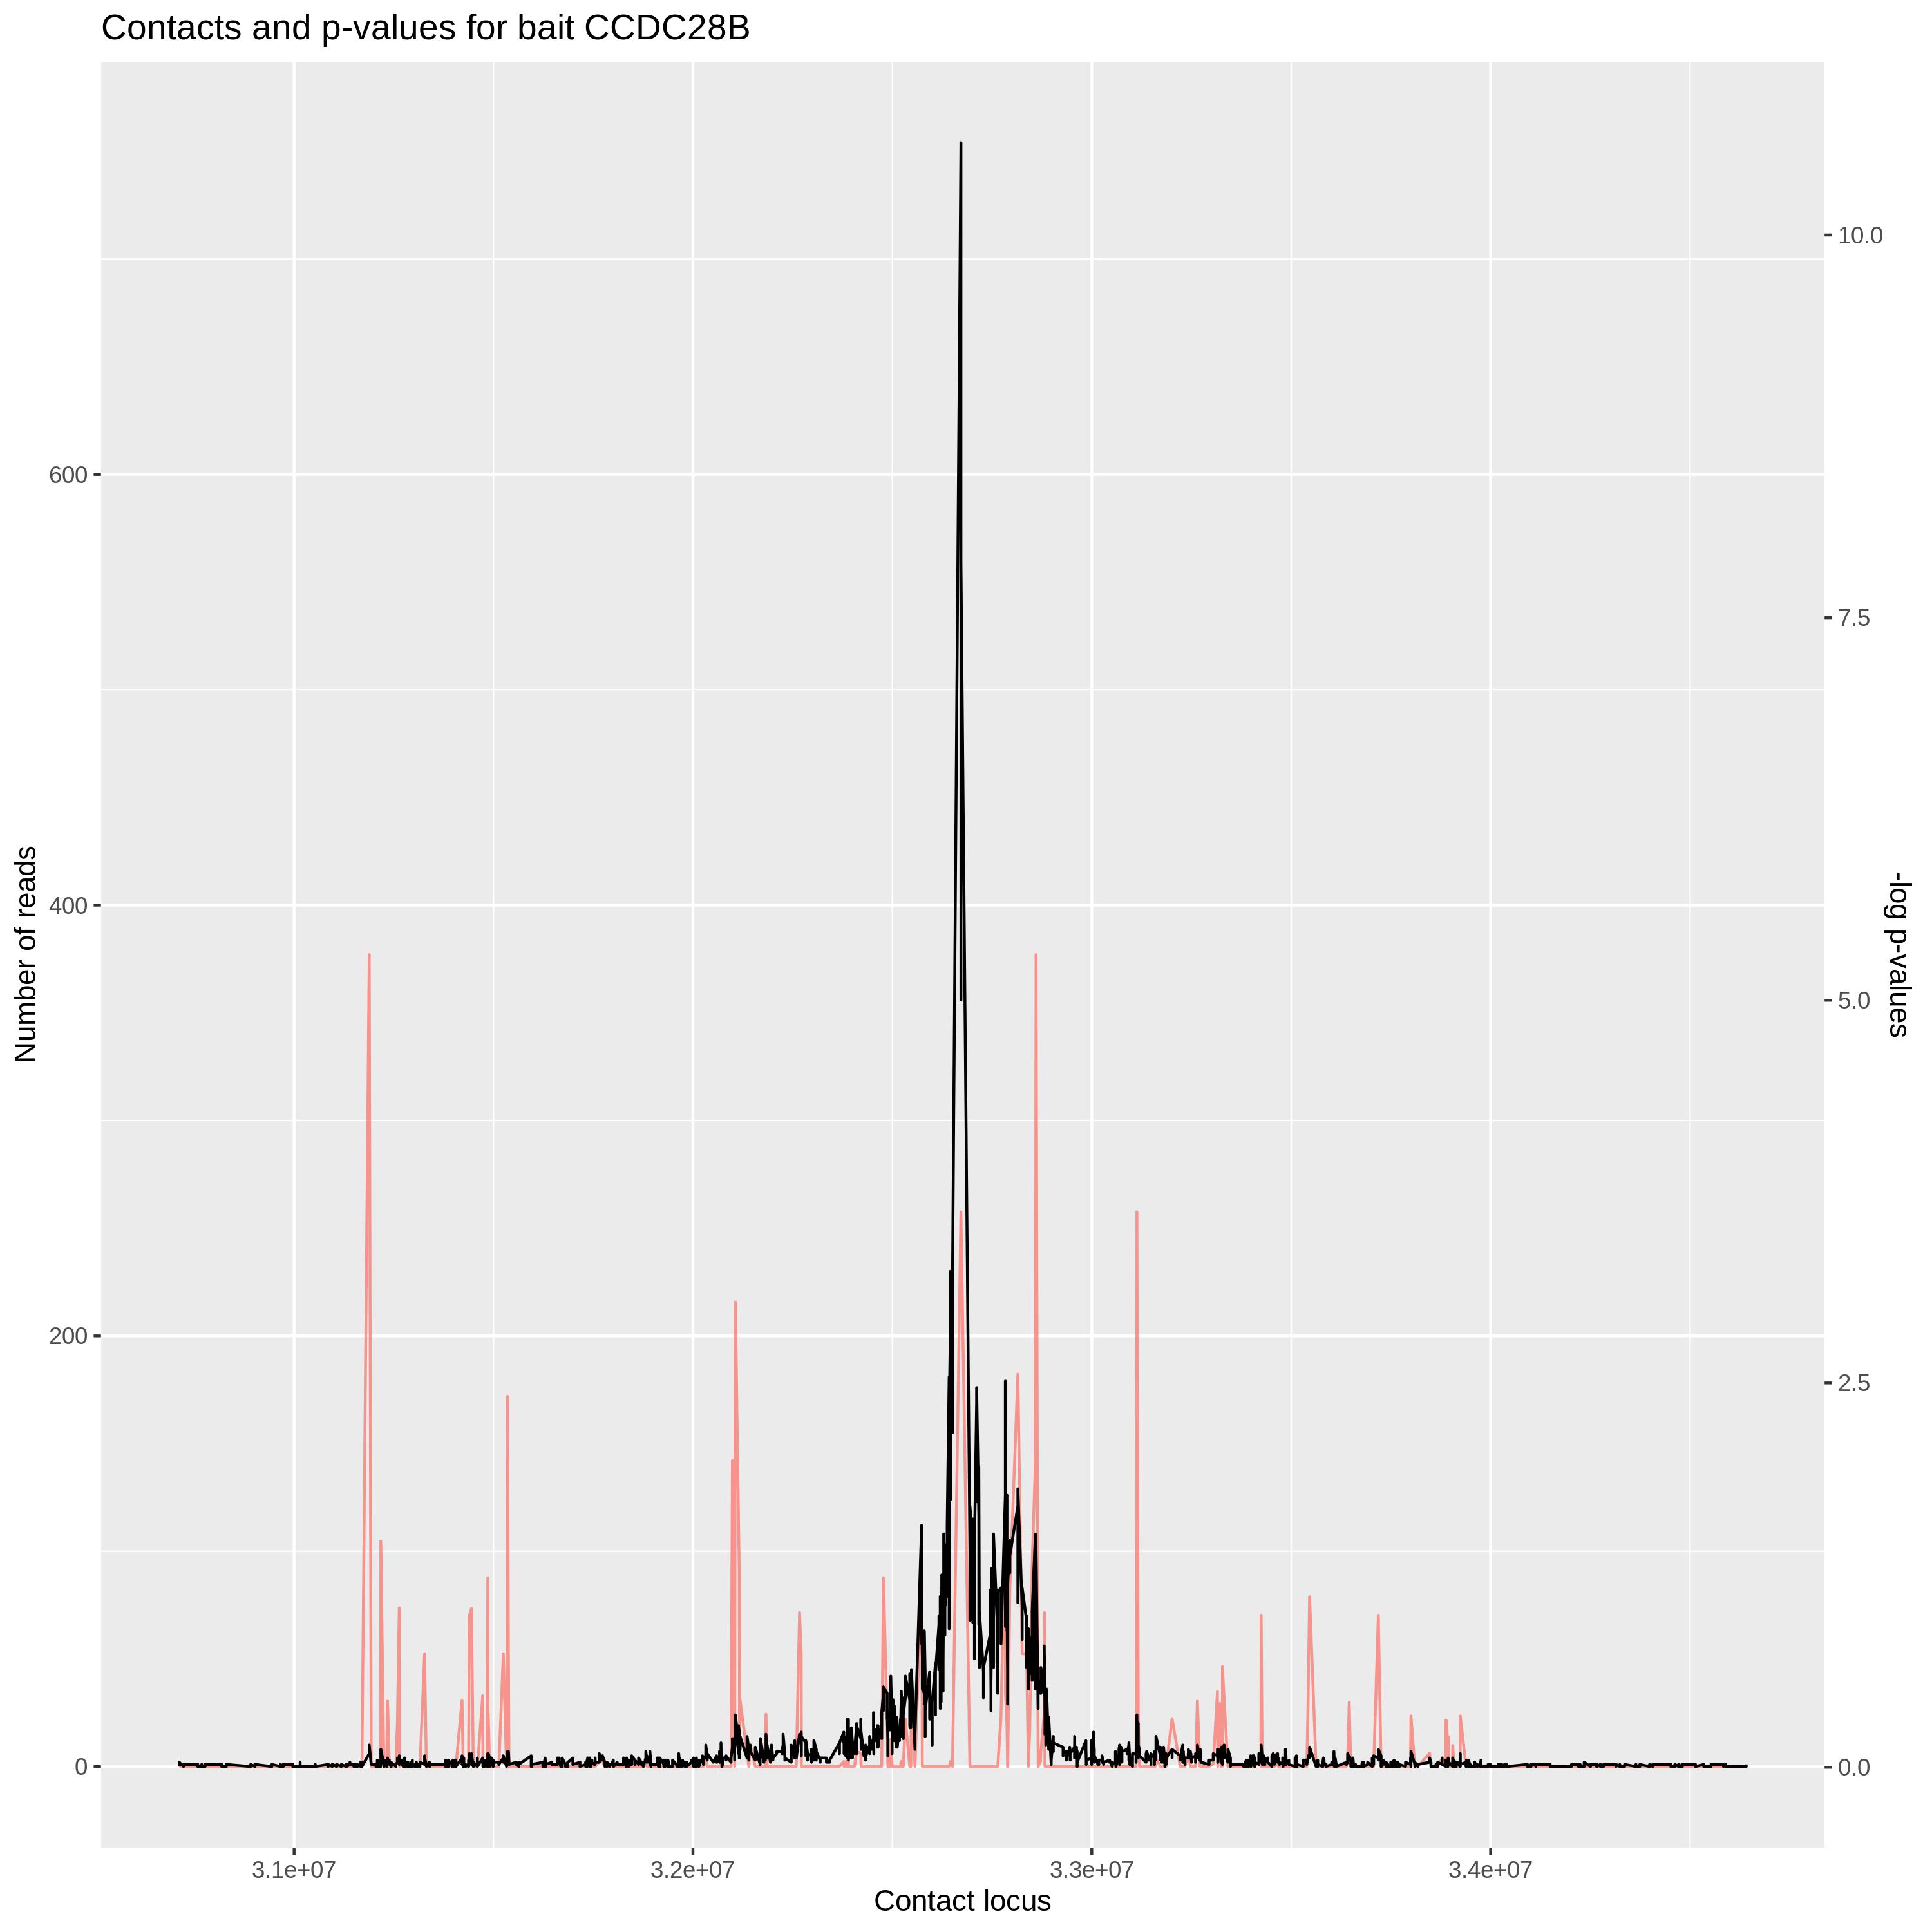 Contacts and p-values for bait CCDC28B
10.0
600
7.5
400
5.0
Number of reads
-log p-values
200
2.5
0
0.0
3.1e+07
3.2e+07
3.3e+07
3.4e+07
Contact locus